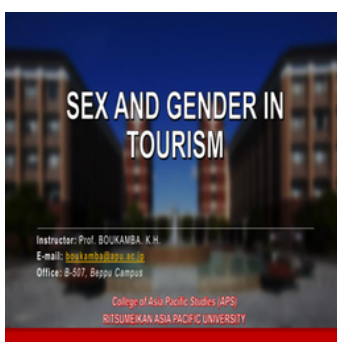 SEX AND GENDER IN
TOURISM
Instructor: Prof. BOUKAMBA, K.H.
E-mail: boukamba@apu.ac.jp
Office: B-507, Beppu Campus
College of Asia Pacific Studies (APS)
RITSUMEIKAN ASIA PACIFIC UNIVERSITY